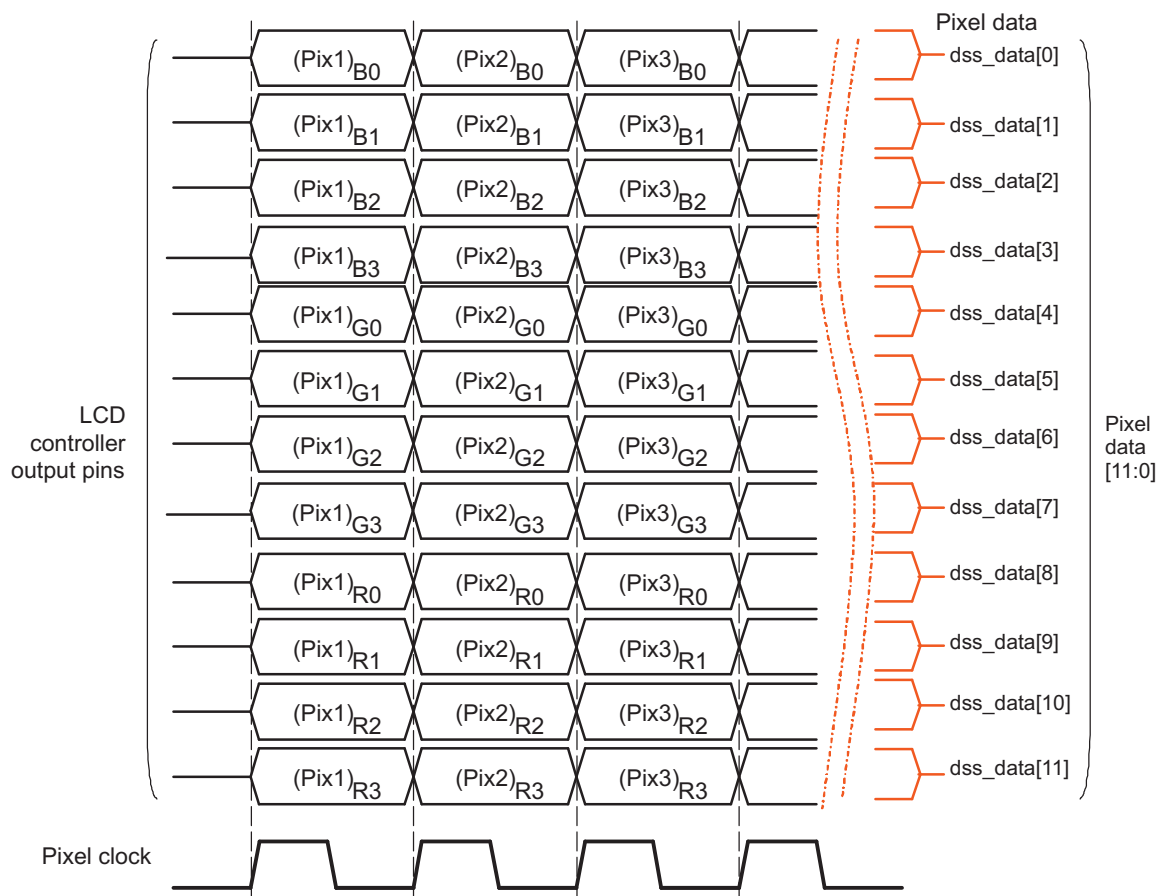 Pixel data
(Pix1)B0 (Pix2)B0 (Pix3)B0 dss_data[0]
(Pix1)B1 (Pix2)B1 (Pix3)B1 dss_data[1]
(Pix1)B2 (Pix2)B2 (Pix3)B2 dss_data[2]
(Pix1)B3 (Pix2)B3 (Pix3)B3 dss_data[3]
(Pix1)G0 (Pix2)G0 (Pix3)G0 dss_data[4]
(Pix1)G1 (Pix2)G1 (Pix3)G1 dss_data[5]
LCD
controller
output pins
(Pix1)G2 (Pix2)G2 (Pix3)G2 dss_data[6]
Pixel
data
[11:0]
(Pix1)G3 (Pix2)G3 (Pix3)G3 dss_data[7]
(Pix1)R0 (Pix2)R0 (Pix3)R0 dss_data[8]
(Pix1)R1 (Pix2)R1 (Pix3)R1 dss_data[9]
(Pix1)R2 (Pix2)R2 (Pix3)R2 dss_data[10]
(Pix1)R3 (Pix2)R3 (Pix3)R3 dss_data[11]
Pixel clock